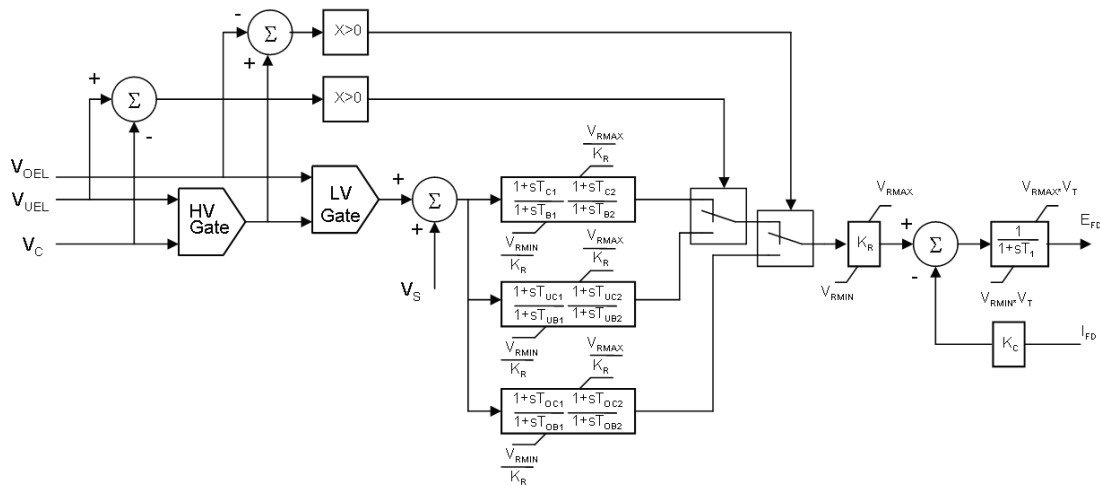 -
Σ
+
X>0
+
Σ
-
X>0
V_OEL
V_UEL
V_C
HV
Gate
LV
Gate
+
Σ
+
V_S
V_RMAX
K_R
1+sT_C1 1+sT_C2
1+sT_B1 1+sT_B2
V_RMIN
K_R
V_RMAX
K_R
1+sT_UC1 1+sT_UC2
1+sT_UB1 1+sT_UB2
V_RMIN
K_R
V_RMAX
K_R
1+sT_OC1 1+sT_OC2
1+sT_OB1 1+sT_OB2
V_RMIN
K_R
V_RMAX
K_R
V_RMIN
+
Σ
-
V_RMAX*V_T
1
1+sT_1
V_RMIN*V_T
E_FD
K_C
I_FD